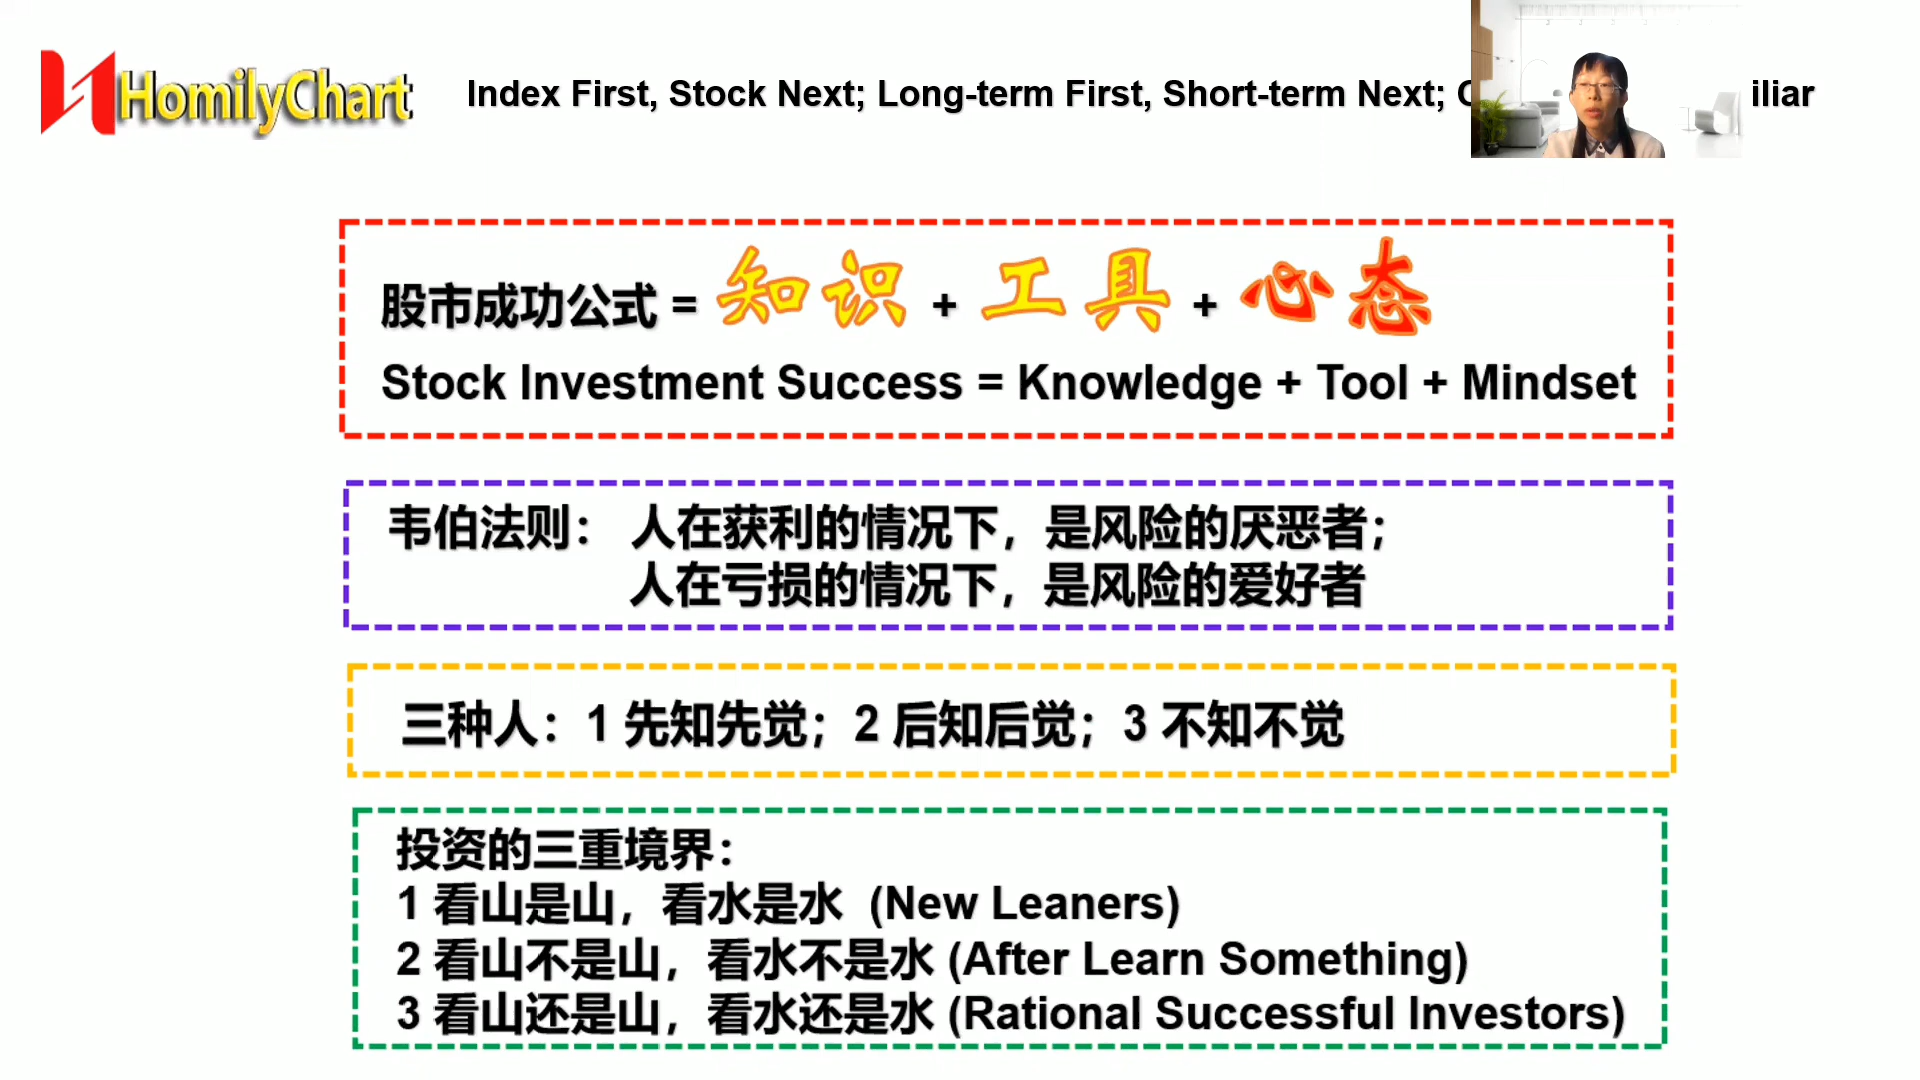 HomilyChart
Index First, Stock Next; Long-term First, Short-term Next;
股市成功公式 = 知识 + 工具 + 心态
Stock Investment Success = Knowledge + Tool + Mindset
韦伯法则： 人在获利的情况下，是风险的厌恶者；
人在亏损的情况下，是风险的爱好者
三种人：1 先知先觉；2 后知后觉；3 不知不觉
投资的三重境界：
1 看山是山，看水是水 (New Leaners)
2 看山不是山，看水不是水 (After Learn Something)
3 看山还是山，看水还是水 (Rational Successful Investors)